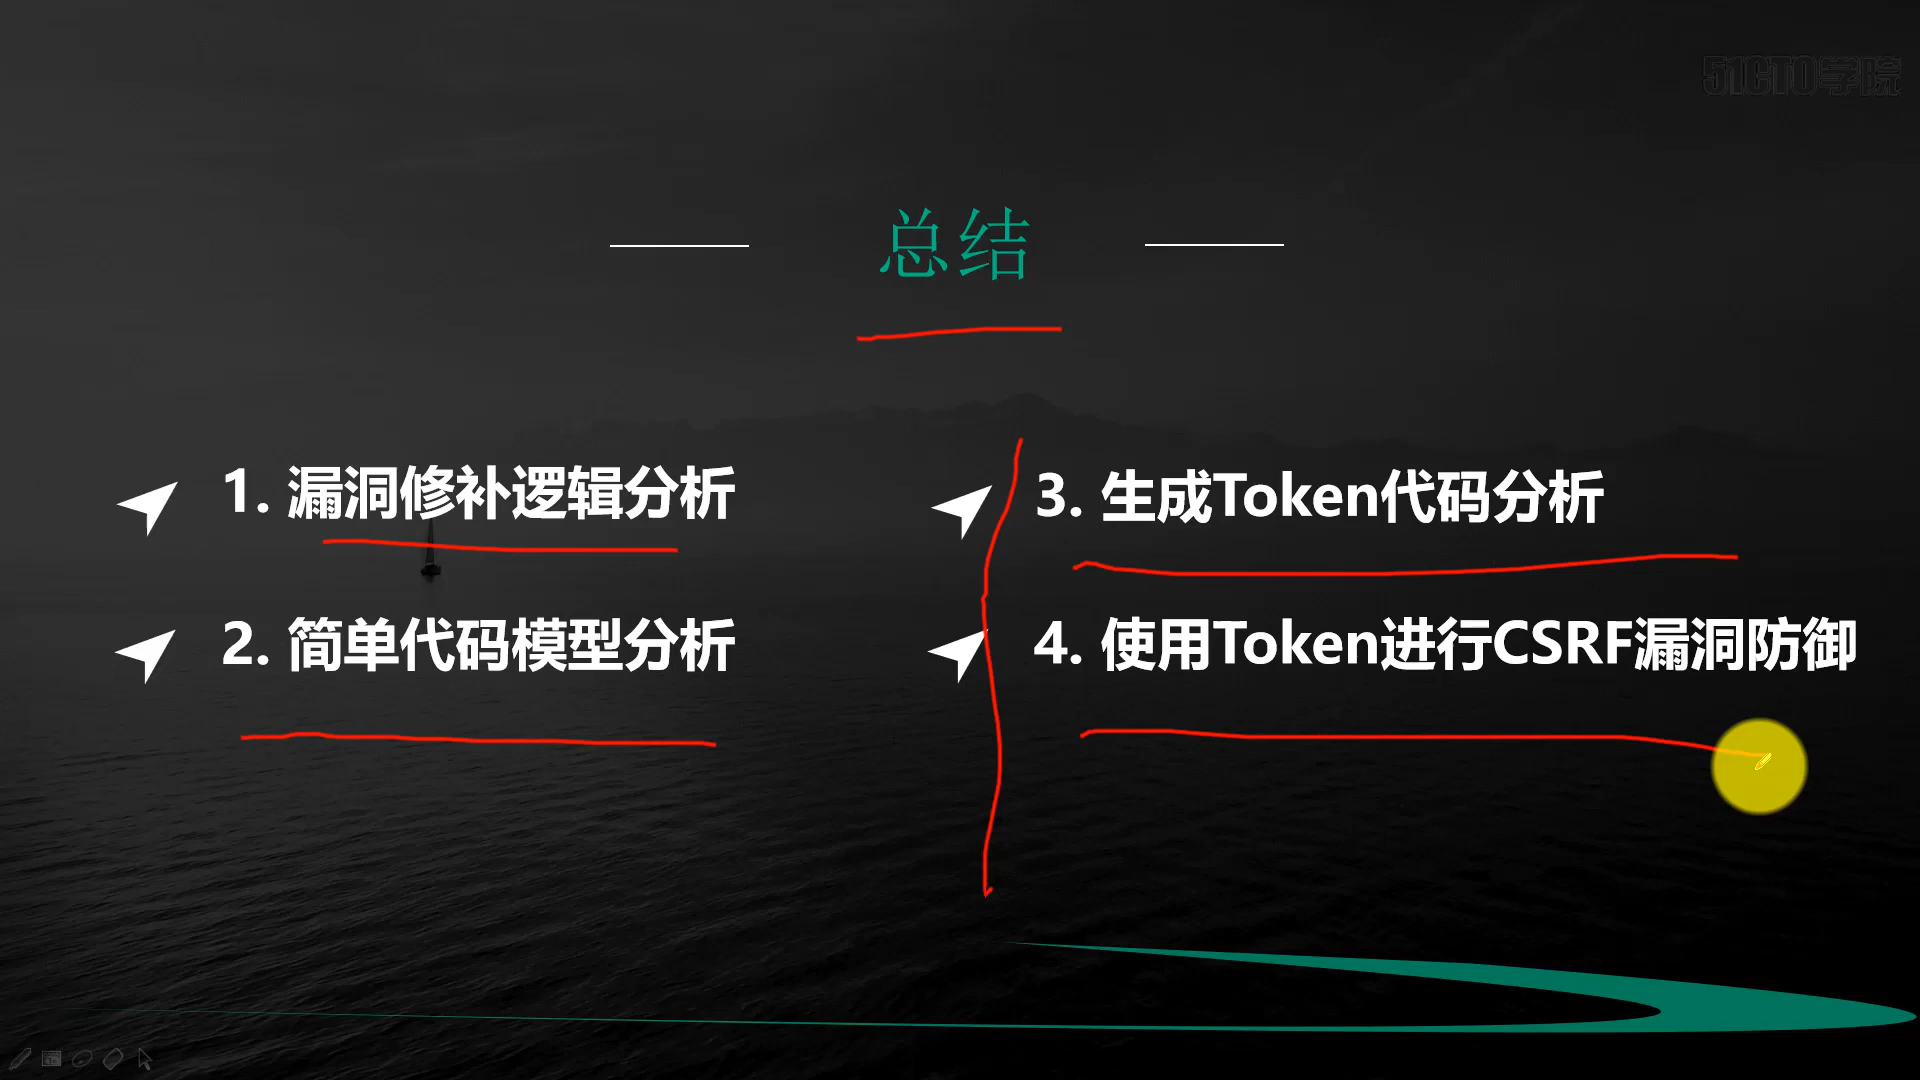 51CTO学院
总结
1. 漏洞修补逻辑分析
2. 简单代码模型分析
3. 生成Token代码分析
4. 使用Token进行CSRF漏洞防御